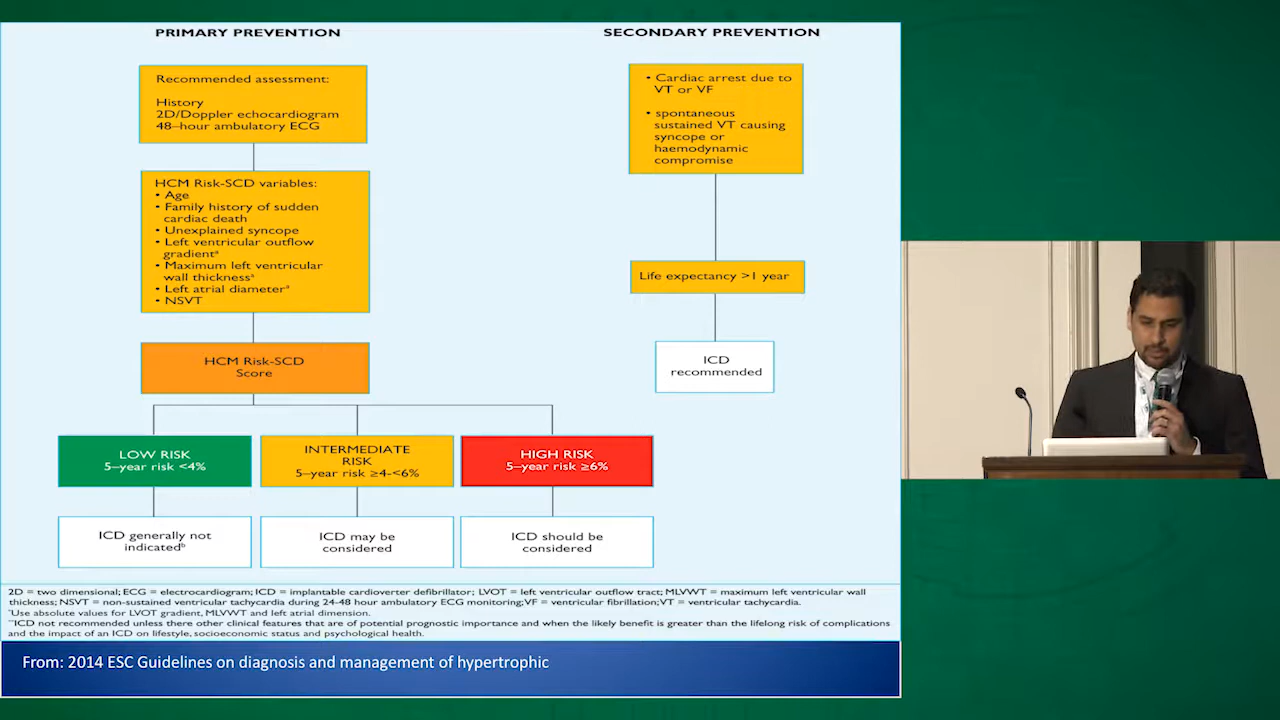 PRIMARY PREVENTION
Recommended assessment:
History
2D/Doppler echocardiogram
48–hour ambulatory ECG
HCM Risk-SCD variables:
• Age
• Family history of sudden
cardiac death
• Unexplained syncope
• Left ventricular outflow
gradientᵃ
• Maximum left ventricular
wall thicknessᵃ
• Left atrial diameterᵃ
• NSVT
HCM Risk-SCD
Score
LOW RISK
5–year risk <4%
INTERMEDIATE
RISK
5–year risk ≥4-<6%
HIGH RISK
5–year risk ≥6%
ICD generally not
indicatedᵇ
ICD may be
considered
ICD should be
considered
SECONDARY PREVENTION
• Cardiac arrest due to
VT or VF
• spontaneous
sustained VT causing
syncope or
haemodynamic
compromise
Life expectancy >1 year
ICD
recommended
2D = two dimensional; ECG = electrocardiogram; ICD = implantable cardioverter defibrillator; LVOT = left ventricular outflow tract; MLVWT = maximum left ventricular wall
thickness; NSVT = non-sustained ventricular tachycardia during 24-48 hour ambulatory ECG monitoring; VF = ventricular fibrillation; VT = ventricular tachycardia.
Use absolute values for LVOT gradient, MLVWT and left atrial dimension.
ICD not recommended unless there other clinical features that are of potential prognostic importance and when the likely benefit is greater than the lifelong risk of complications
and the impact of an ICD on lifestyle, socioeconomic status and psychological health.
From: 2014 ESC Guidelines on diagnosis and management of hypertrophic